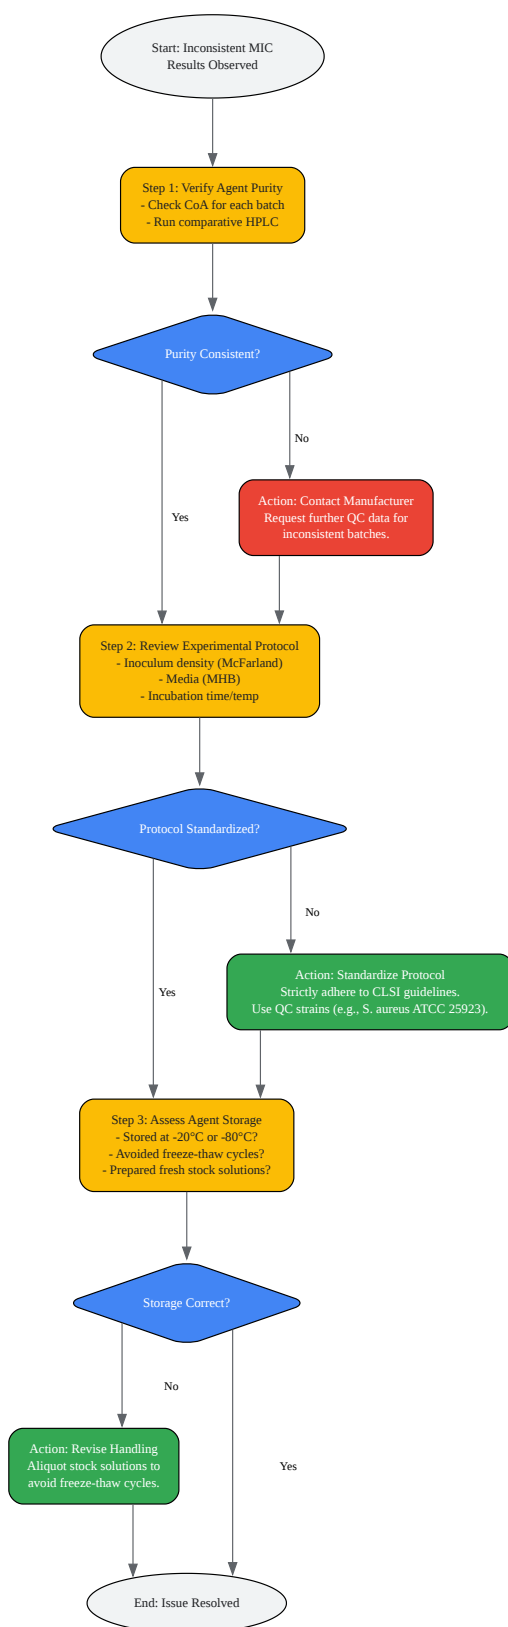 Start: Inconsistent MIC
Results Observed
Step 1: Verify Agent Purity
- Check CoA for each batch
- Run comparative HPLC
Purity Consistent?
No
Action: Contact Manufacturer
Request further QC data for
inconsistent batches.
Yes
Step 2: Review Experimental Protocol
- Inoculum density (McFarland)
- Media (MHB)
- Incubation time/temp
Protocol Standardized?
No
Action: Standardize Protocol
Strictly adhere to CLSI guidelines.
Use QC strains (e.g., S. aureus ATCC 25923).
Yes
Step 3: Assess Agent Storage
- Stored at -20°C or -80°C?
- Avoided freeze-thaw cycles?
- Prepared fresh stock solutions?
Storage Correct?
No
Action: Revise Handling
Aliquot stock solutions to
avoid freeze-thaw cycles.
Yes
End: Issue Resolved